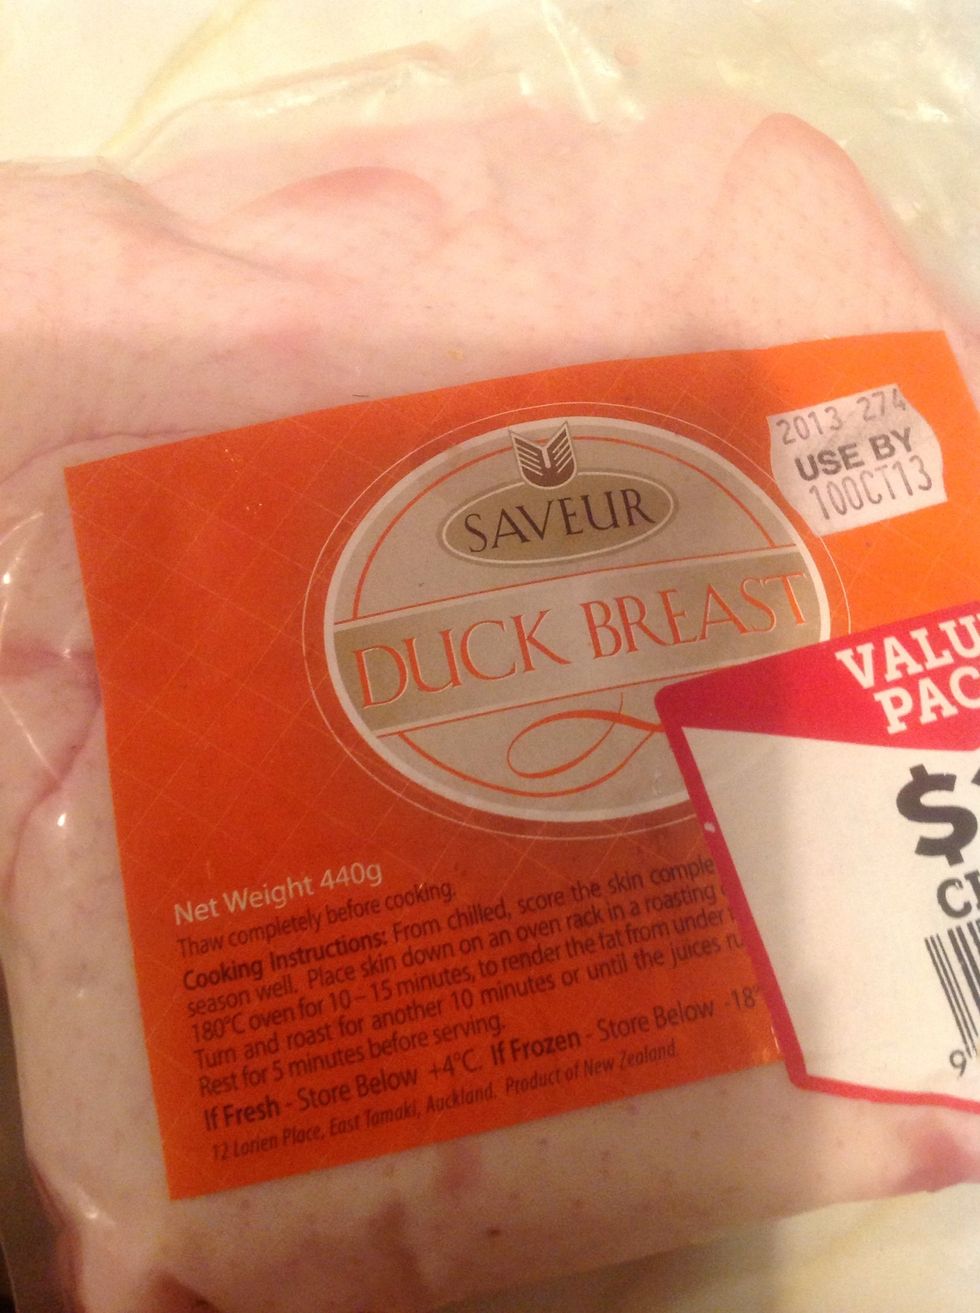 2013 274
USE BY
10OCT13
SAVEUR
DUCK BREAST
VALU
PAC
$
Net Weight 440g
Thaw completely before cooking.
Cooking Instructions: From chilled, score the skin comple
season well. Place skin down on an oven rack in a roasting
180°C oven for 10–15 minutes, to render the fat from under
Turn and roast for another 10 minutes or until the juices ru
Rest for 5 minutes before serving.
If Fresh - Store Below +4°C. If Frozen - Store Below -18°
12 Lorien Place, East Tamaki, Auckland. Product of New Zealand.
9